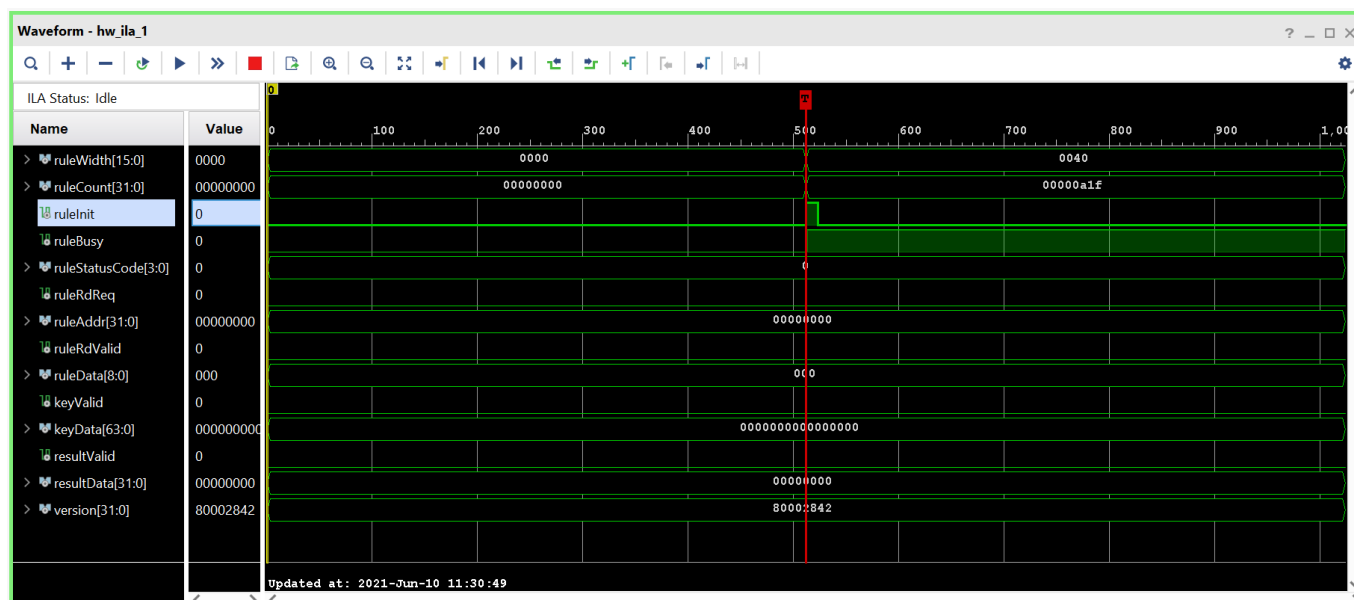 Waveform - hw_ila_1
ILA Status: Idle
Name Value
0 0 100 200 300 400 500 600 700 800 900 1,00
T
ruleWidth[15:0] 0000 0000 0040
ruleCount[31:0] 00000000 00000000 00000a1f
ruleInit 0
ruleBusy 0
ruleStatusCode[3:0] 0 0
ruleRdReq 0
ruleAddr[31:0] 00000000 00000000
ruleRdValid 0
ruleData[8:0] 000 000
keyValid 0
keyData[63:0] 000000000 0000000000000000
resultValid 0
resultData[31:0] 00000000 00000000
version[31:0] 80002842 80002842
Updated at: 2021-Jun-10 11:30:49